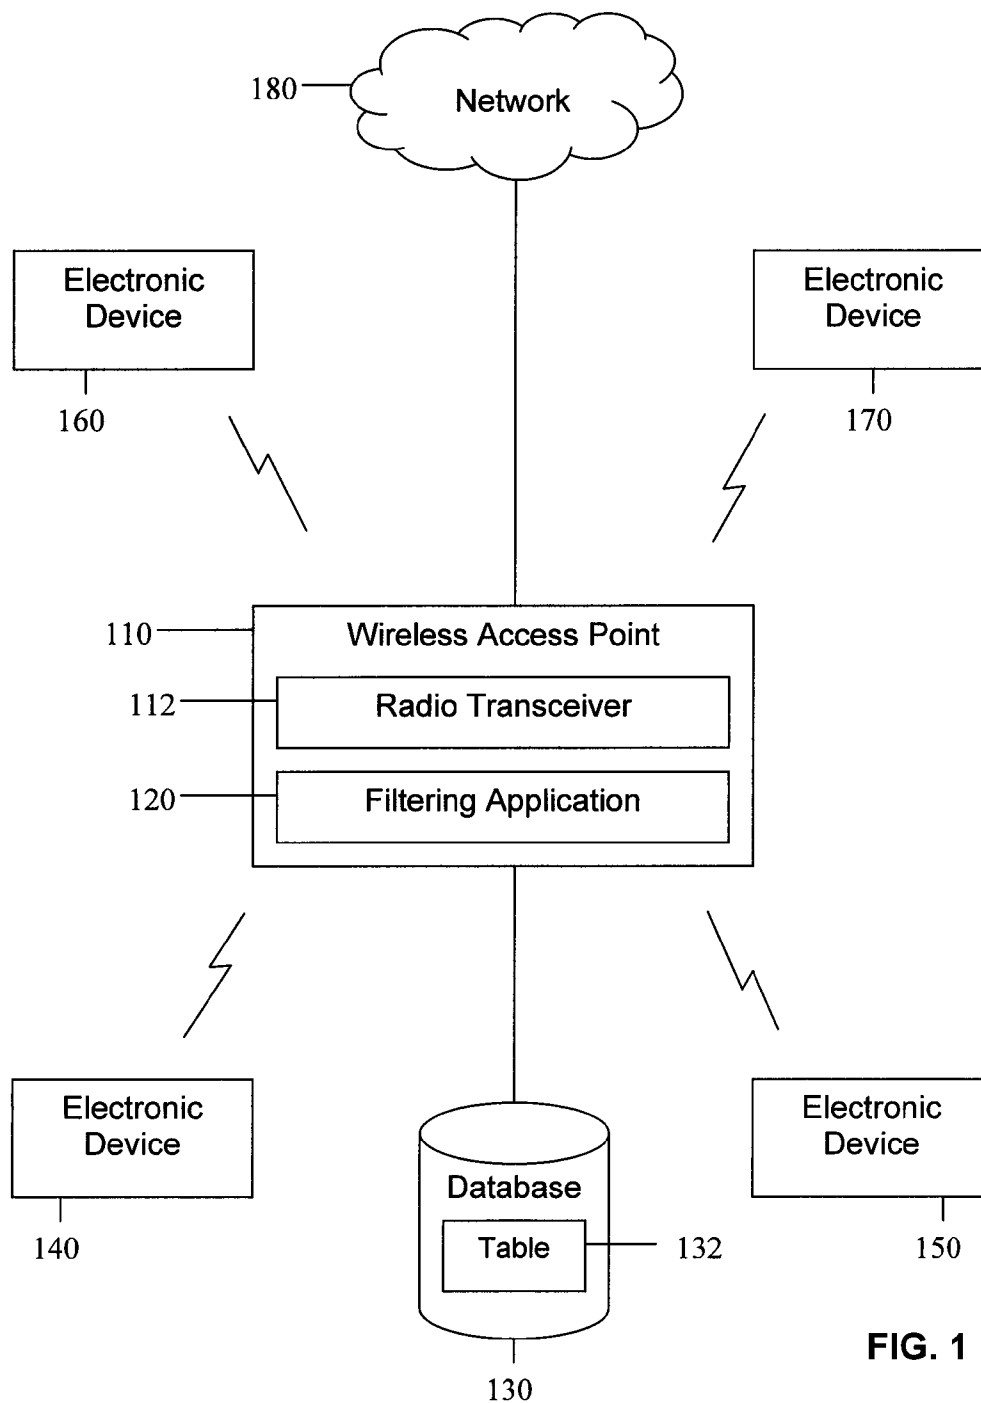 180
Network
Electronic
Device
160
Electronic
Device
170
110
Wireless Access Point
112
Radio Transceiver
120
Filtering Application
Electronic
Device
140
Database
Table
132
130
Electronic
Device
150
FIG. 1